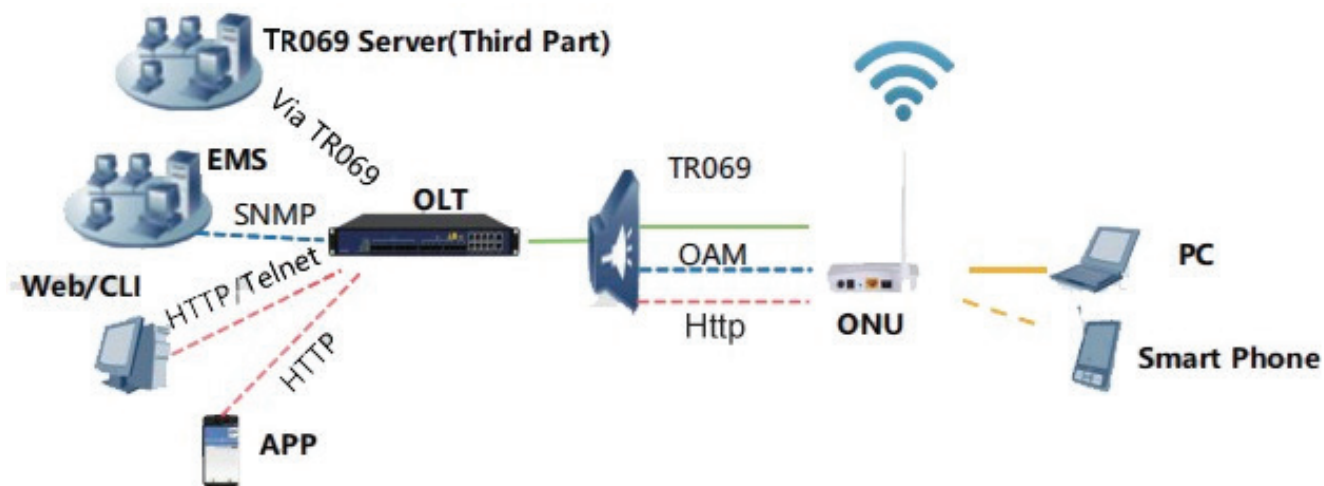 TR069 Server(Third Part)
Via TR069
EMS
SNMP
OLT
TR069
OAM
Http
ONU
PC
Smart Phone
Web/CLI
HTTP/Telnet
HTTP
APP